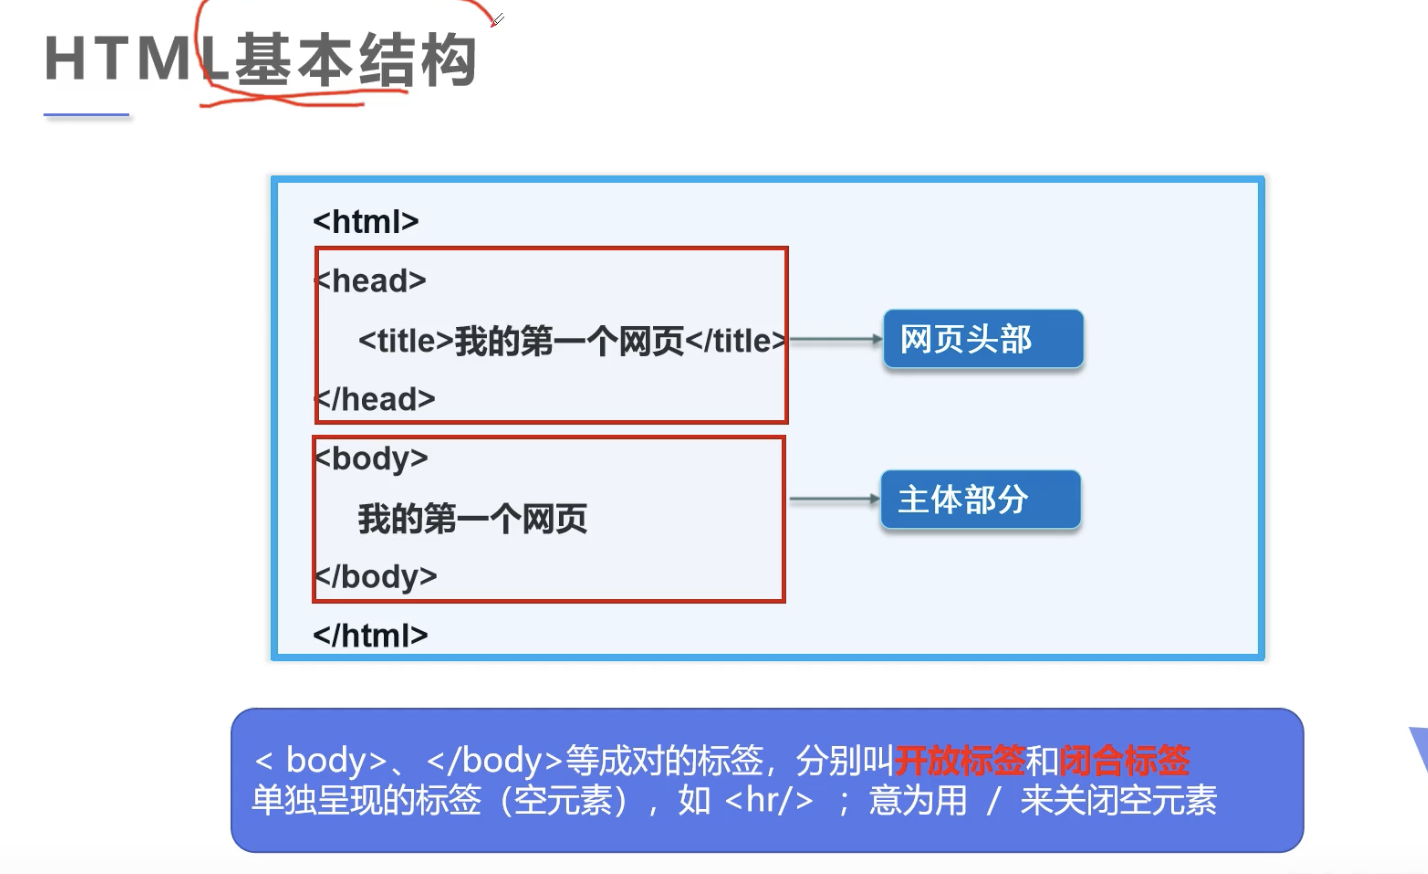 HTML基本结构
<html>
<head>
<title>我的第一个网页</title>
网页头部
</head>
<body>
我的第一个网页
主体部分
</body>
</html>
< body>、</body>等成对的标签，分别叫开放标签和闭合标签
单独呈现的标签（空元素），如 <hr/> ；意为用 / 来关闭空元素